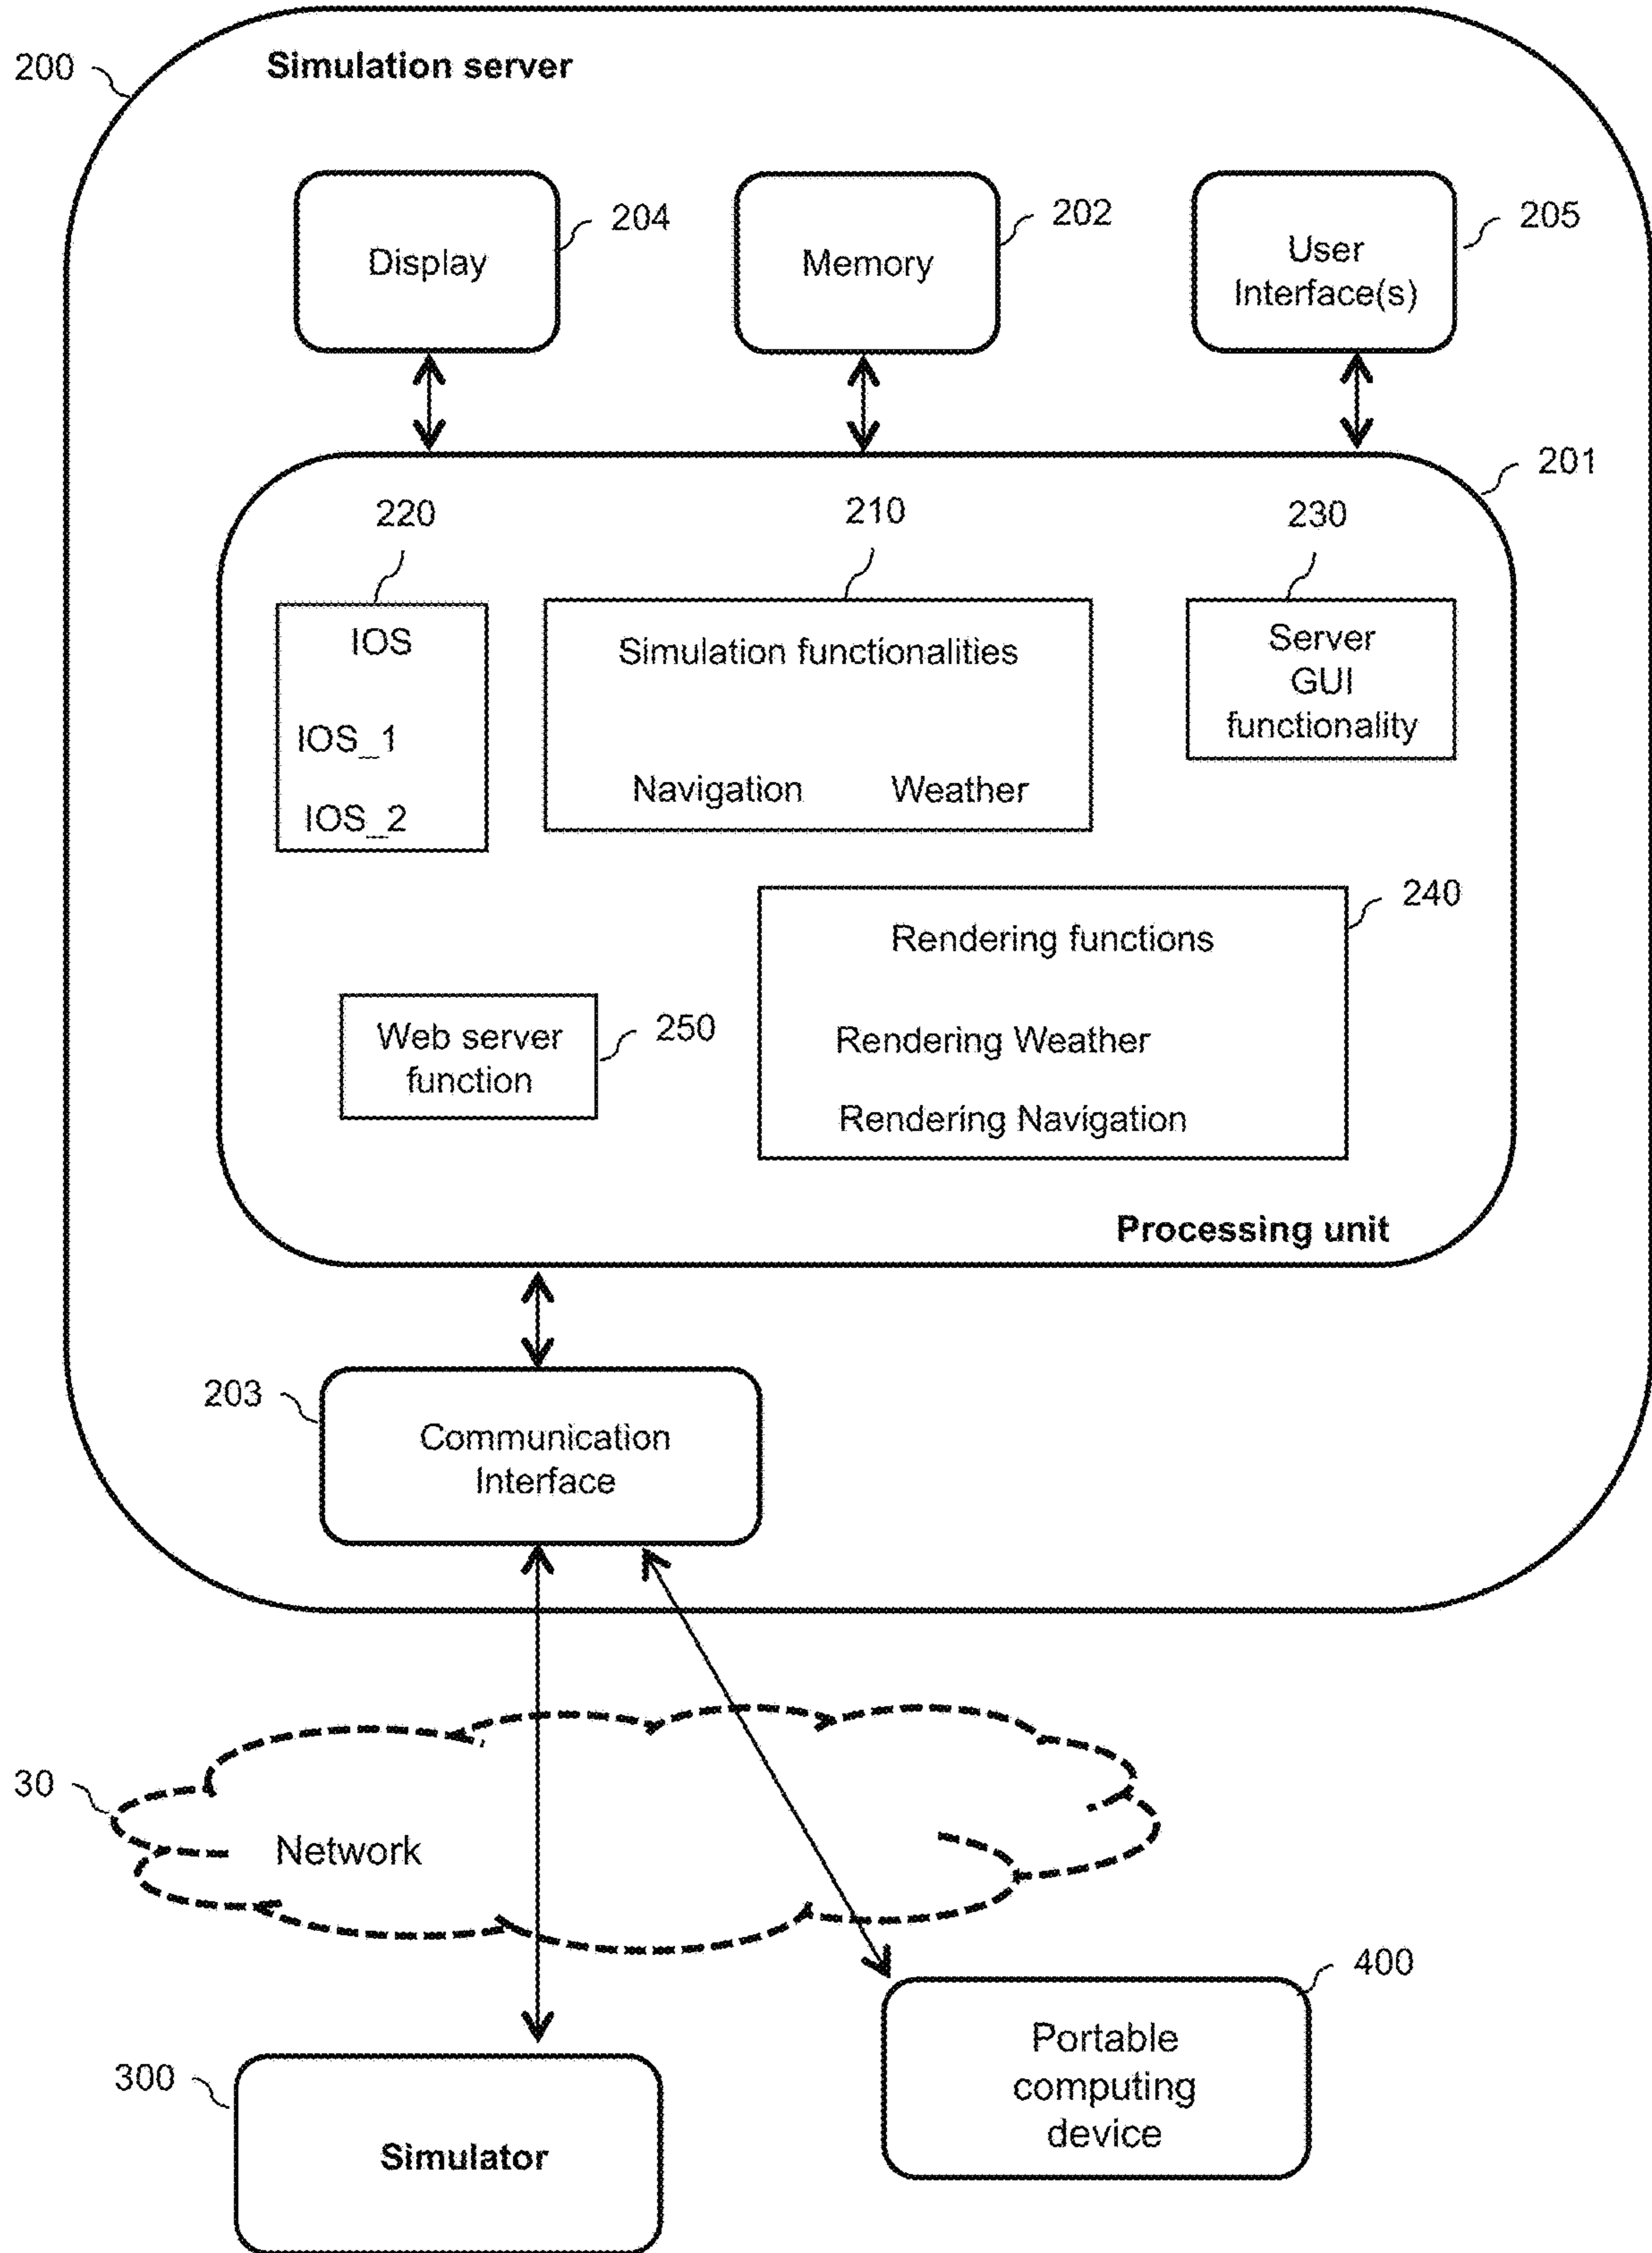 200
Simulation server
Display
204
Memory
202
User
Interface(s)
205
201
220
210
230
IOS
IOS_1
IOS_2
Simulation functionalities
Navigation Weather
Server
GUI
functionality
240
Rendering functions
Rendering Weather
Rendering Navigation
Web server
function
250
Processing unit
203
Communication
Interface
30
Network
400
Portable
computing
device
300
Simulator